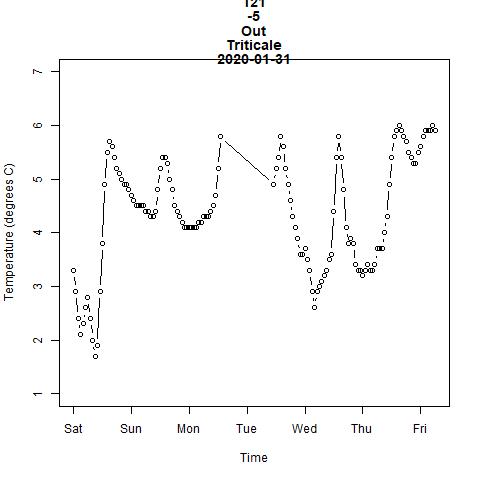 121
-5
Out
Triticale
2020-01-31
7
6
5
4
3
2
1
Temperature (degrees C)
Sat Sun Mon Tue Wed Thu Fri
Time